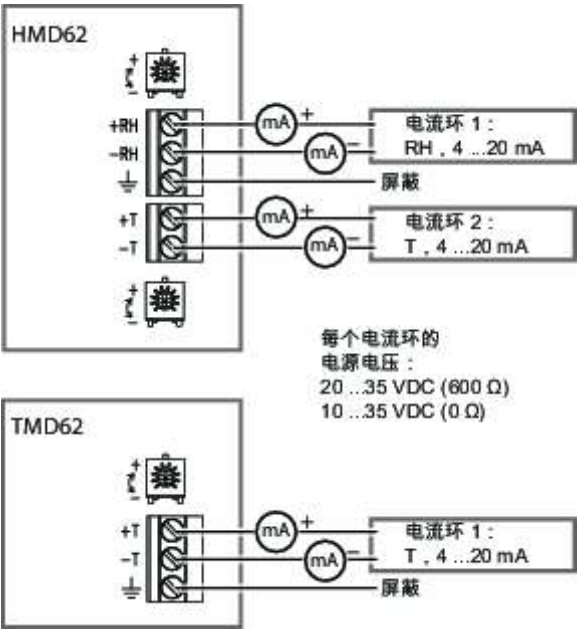 HMD62
+
−
+RH
mA
+
电流环 1：
−RH
mA
−
RH，4 ...20 mA
屏蔽
+T
mA
+
电流环 2：
−T
mA
−
T，4 ...20 mA
+
−
每个电流环的
电源电压：
20 ...35 VDC (600 Ω)
10 ...35 VDC (0 Ω)
TMD62
+
−
+T
mA
+
电流环 1：
−T
mA
−
T，4 ...20 mA
屏蔽